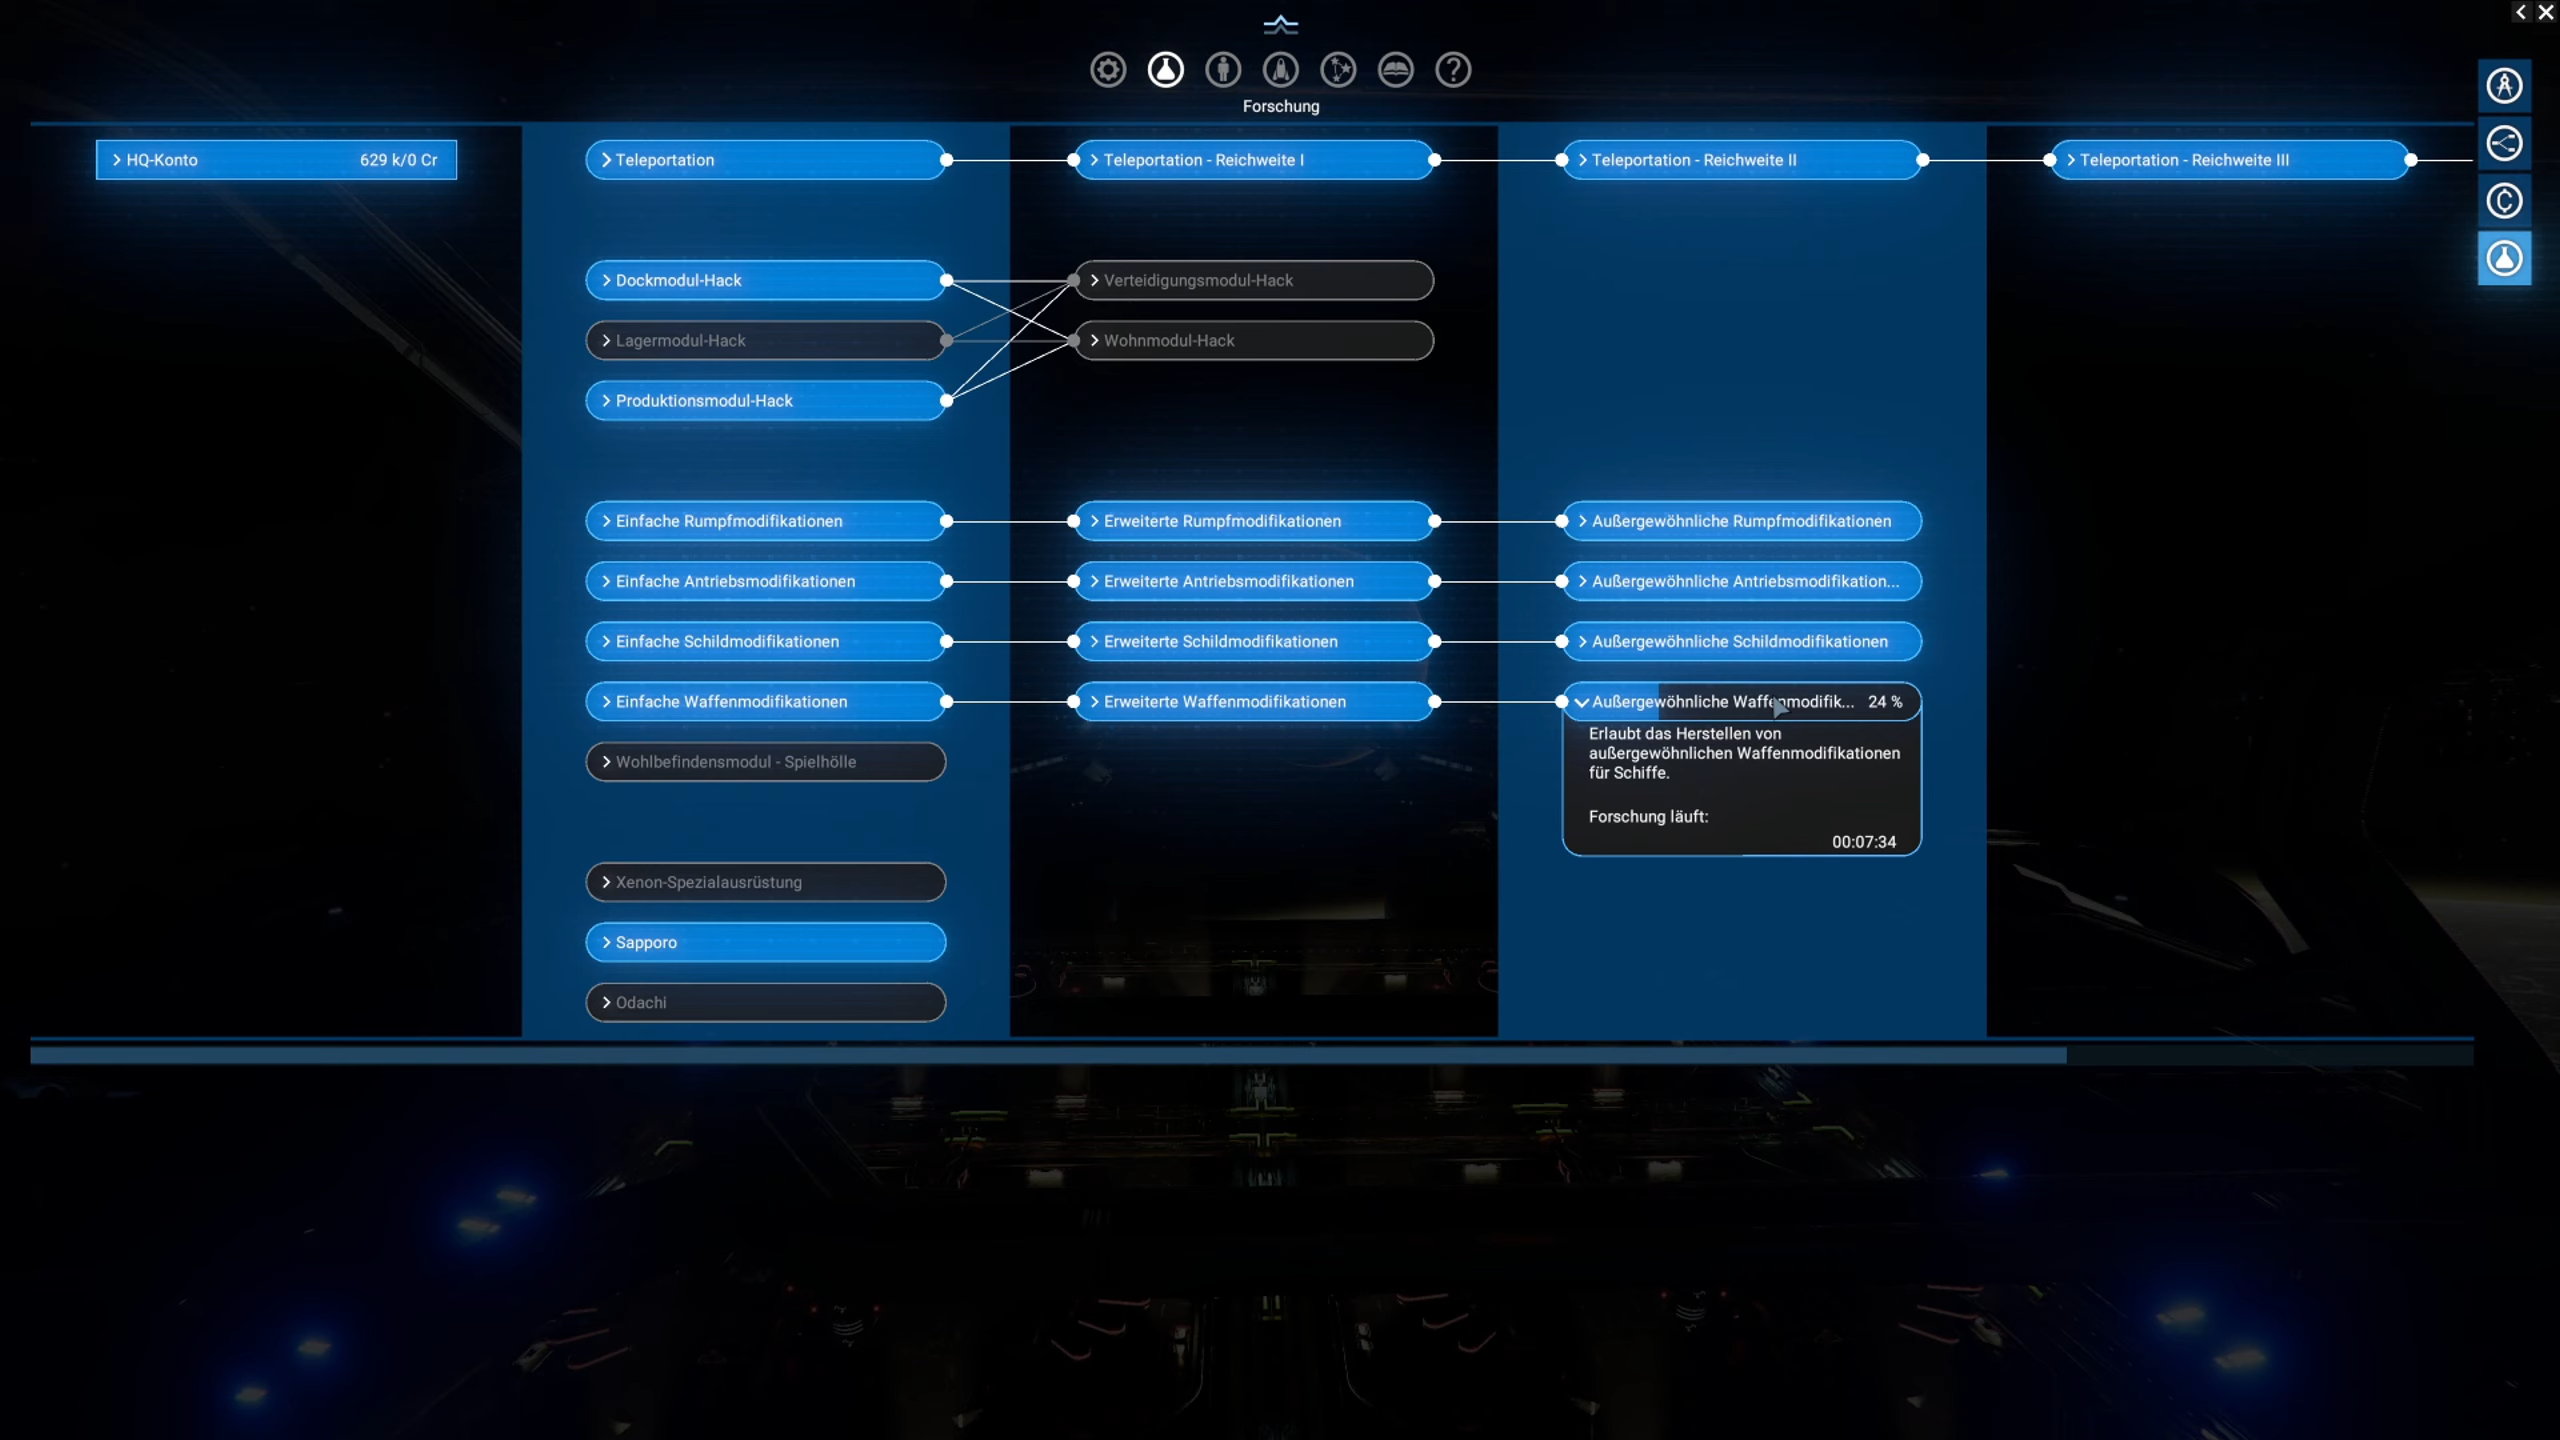 Forschung
HQ-Konto 629 k/0 Cr
Teleportation
Teleportation - Reichweite I
Teleportation - Reichweite II
Teleportation - Reichweite III
Dockmodul-Hack
Verteidigungsmodul-Hack
Lagermodul-Hack
Wohnmodul-Hack
Produktionsmodul-Hack
Einfache Rumpfmodifikationen
Erweiterte Rumpfmodifikationen
Außergewöhnliche Rumpfmodifikationen
Einfache Antriebsmodifikationen
Erweiterte Antriebsmodifikationen
Außergewöhnliche Antriebsmodifikation...
Einfache Schildmodifikationen
Erweiterte Schildmodifikationen
Außergewöhnliche Schildmodifikationen
Einfache Waffenmodifikationen
Erweiterte Waffenmodifikationen
Außergewöhnliche Waffenmodifik... 24 %
Erlaubt das Herstellen von
außergewöhnlichen Waffenmodifikationen
für Schiffe.
Forschung läuft:
00:07:34
Wohlbefindensmodul - Spielhölle
Xenon-Spezialausrüstung
Sapporo
Odachi